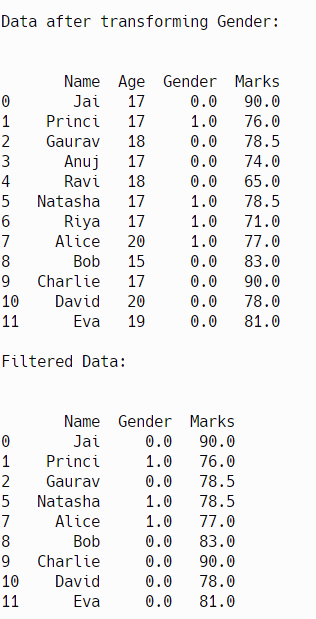 Data after transforming Gender:
Name Age Gender Marks
0 Jai 17 0.0 90.0
1 Princi 17 1.0 76.0
2 Gaurav 18 0.0 78.5
3 Anuj 17 0.0 74.0
4 Ravi 18 0.0 65.0
5 Natasha 17 1.0 78.5
6 Riya 17 1.0 71.0
7 Alice 20 1.0 77.0
8 Bob 15 0.0 83.0
9 Charlie 17 0.0 90.0
10 David 20 0.0 78.0
11 Eva 19 0.0 81.0
Filtered Data:
Name Gender Marks
0 Jai 0.0 90.0
1 Princi 1.0 76.0
2 Gaurav 0.0 78.5
5 Natasha 1.0 78.5
7 Alice 1.0 77.0
8 Bob 0.0 83.0
9 Charlie 0.0 90.0
10 David 0.0 78.0
11 Eva 0.0 81.0